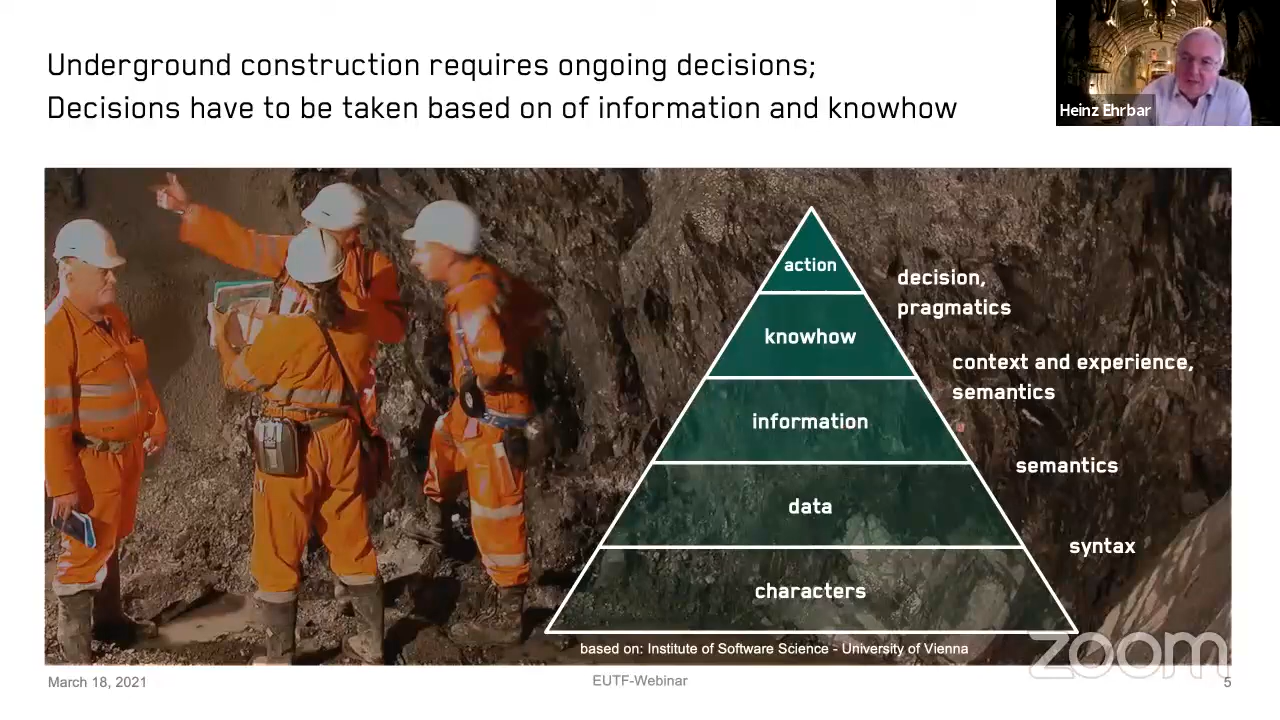 Underground construction requires ongoing decisions;
Decisions have to be taken based on of information and knowhow
Heinz Ehrbar
action
decision,
pragmatics
knowhow
context and experience,
semantics
information
semantics
data
syntax
characters
based on: Institute of Software Science - University of Vienna
zoom
March 18, 2021
EUTF-Webinar
5